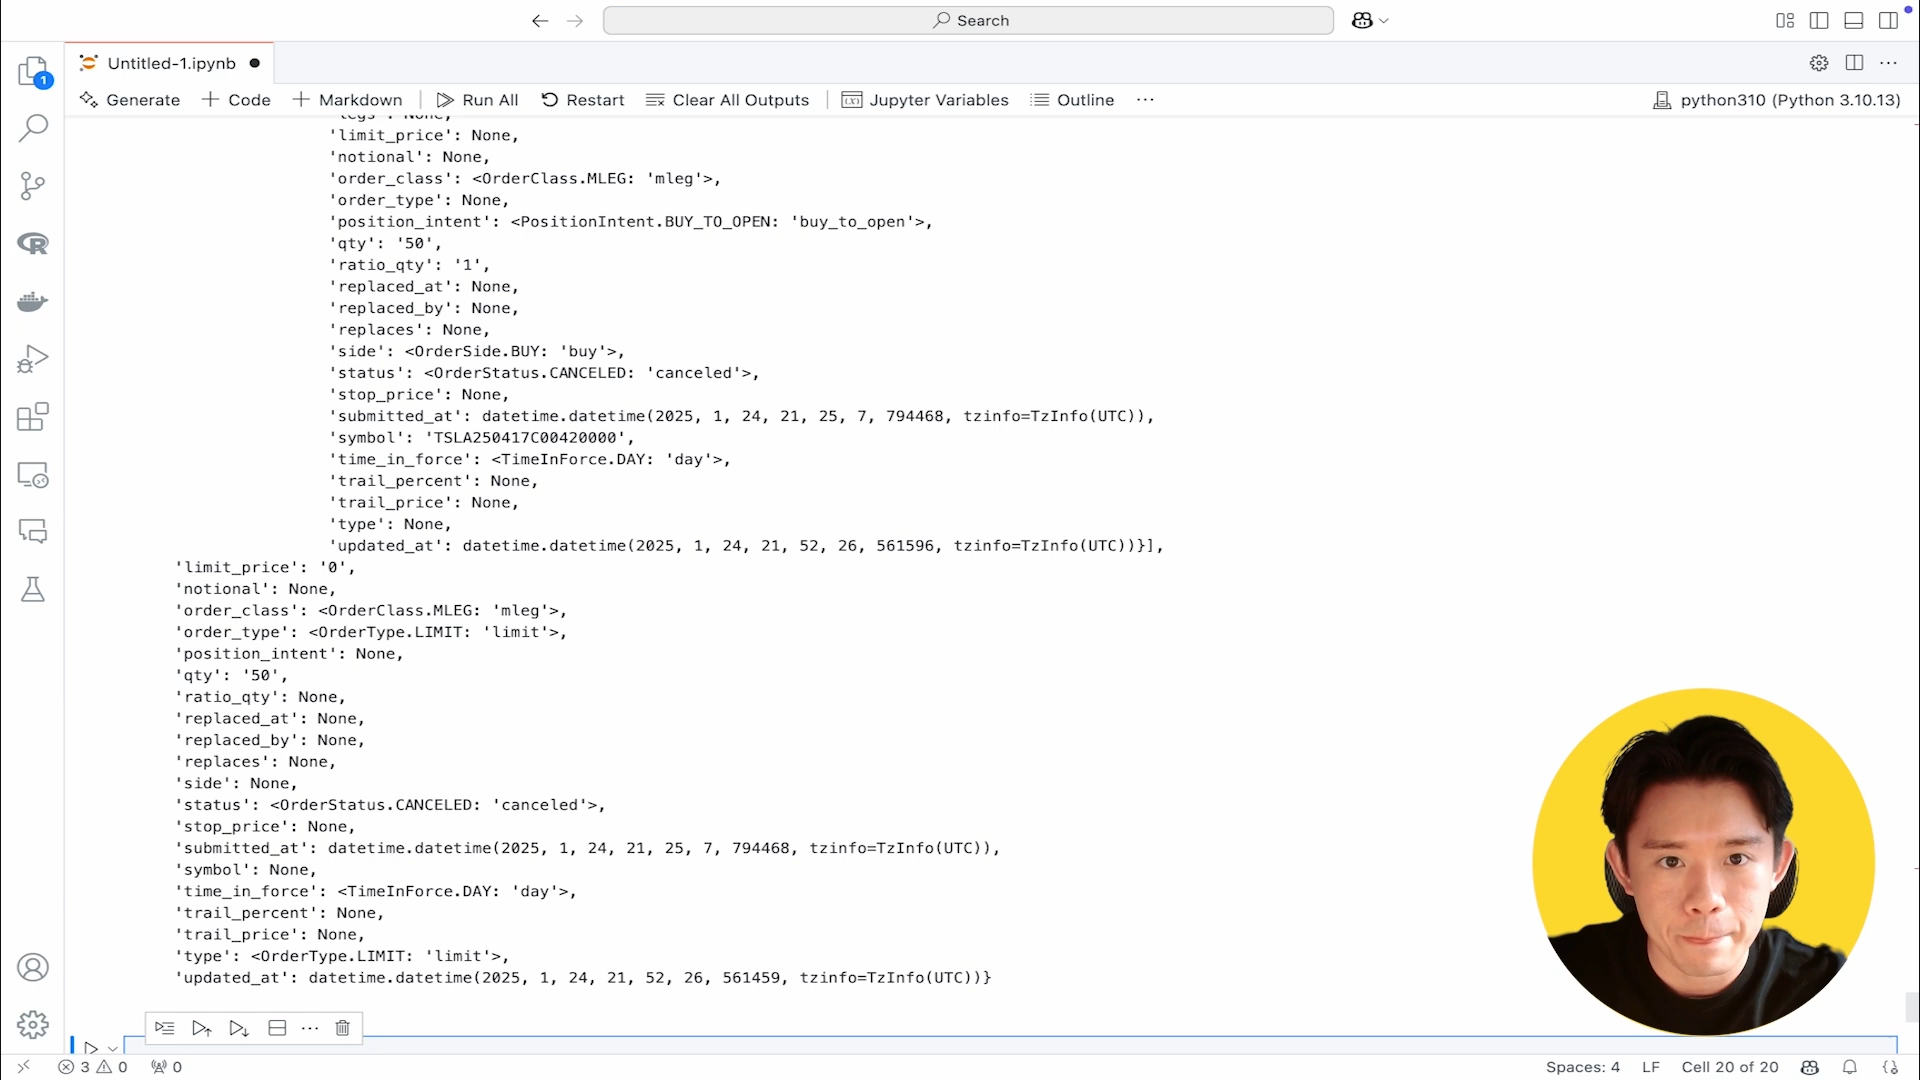 Search
1
Untitled-1.ipynb
Generate
Code
Markdown
Run All
Restart
Clear All Outputs
Jupyter Variables
Outline
...
python310 (Python 3.10.13)
'legs': None,
'limit_price': None,
'notional': None,
'order_class': <OrderClass.MLEG: 'mleg'>,
'order_type': None,
'position_intent': <PositionIntent.BUY_TO_OPEN: 'buy_to_open'>,
'qty': '50',
'ratio_qty': '1',
'replaced_at': None,
'replaced_by': None,
'replaces': None,
'side': <OrderSide.BUY: 'buy'>,
'status': <OrderStatus.CANCELED: 'canceled'>,
'stop_price': None,
'submitted_at': datetime.datetime(2025, 1, 24, 21, 25, 7, 794468, tzinfo=TzInfo(UTC)),
'symbol': 'TSLA250417C00420000',
'time_in_force': <TimeInForce.DAY: 'day'>,
'trail_percent': None,
'trail_price': None,
'type': None,
'updated_at': datetime.datetime(2025, 1, 24, 21, 52, 26, 561596, tzinfo=TzInfo(UTC))}],
'limit_price': '0',
'notional': None,
'order_class': <OrderClass.MLEG: 'mleg'>,
'order_type': <OrderType.LIMIT: 'limit'>,
'position_intent': None,
'qty': '50',
'ratio_qty': None,
'replaced_at': None,
'replaced_by': None,
'replaces': None,
'side': None,
'status': <OrderStatus.CANCELED: 'canceled'>,
'stop_price': None,
'submitted_at': datetime.datetime(2025, 1, 24, 21, 25, 7, 794468, tzinfo=TzInfo(UTC)),
'symbol': None,
'time_in_force': <TimeInForce.DAY: 'day'>,
'trail_percent': None,
'trail_price': None,
'type': <OrderType.LIMIT: 'limit'>,
'updated_at': datetime.datetime(2025, 1, 24, 21, 52, 26, 561459, tzinfo=TzInfo(UTC))}
3
0
0
Spaces: 4
LF
Cell 20 of 20